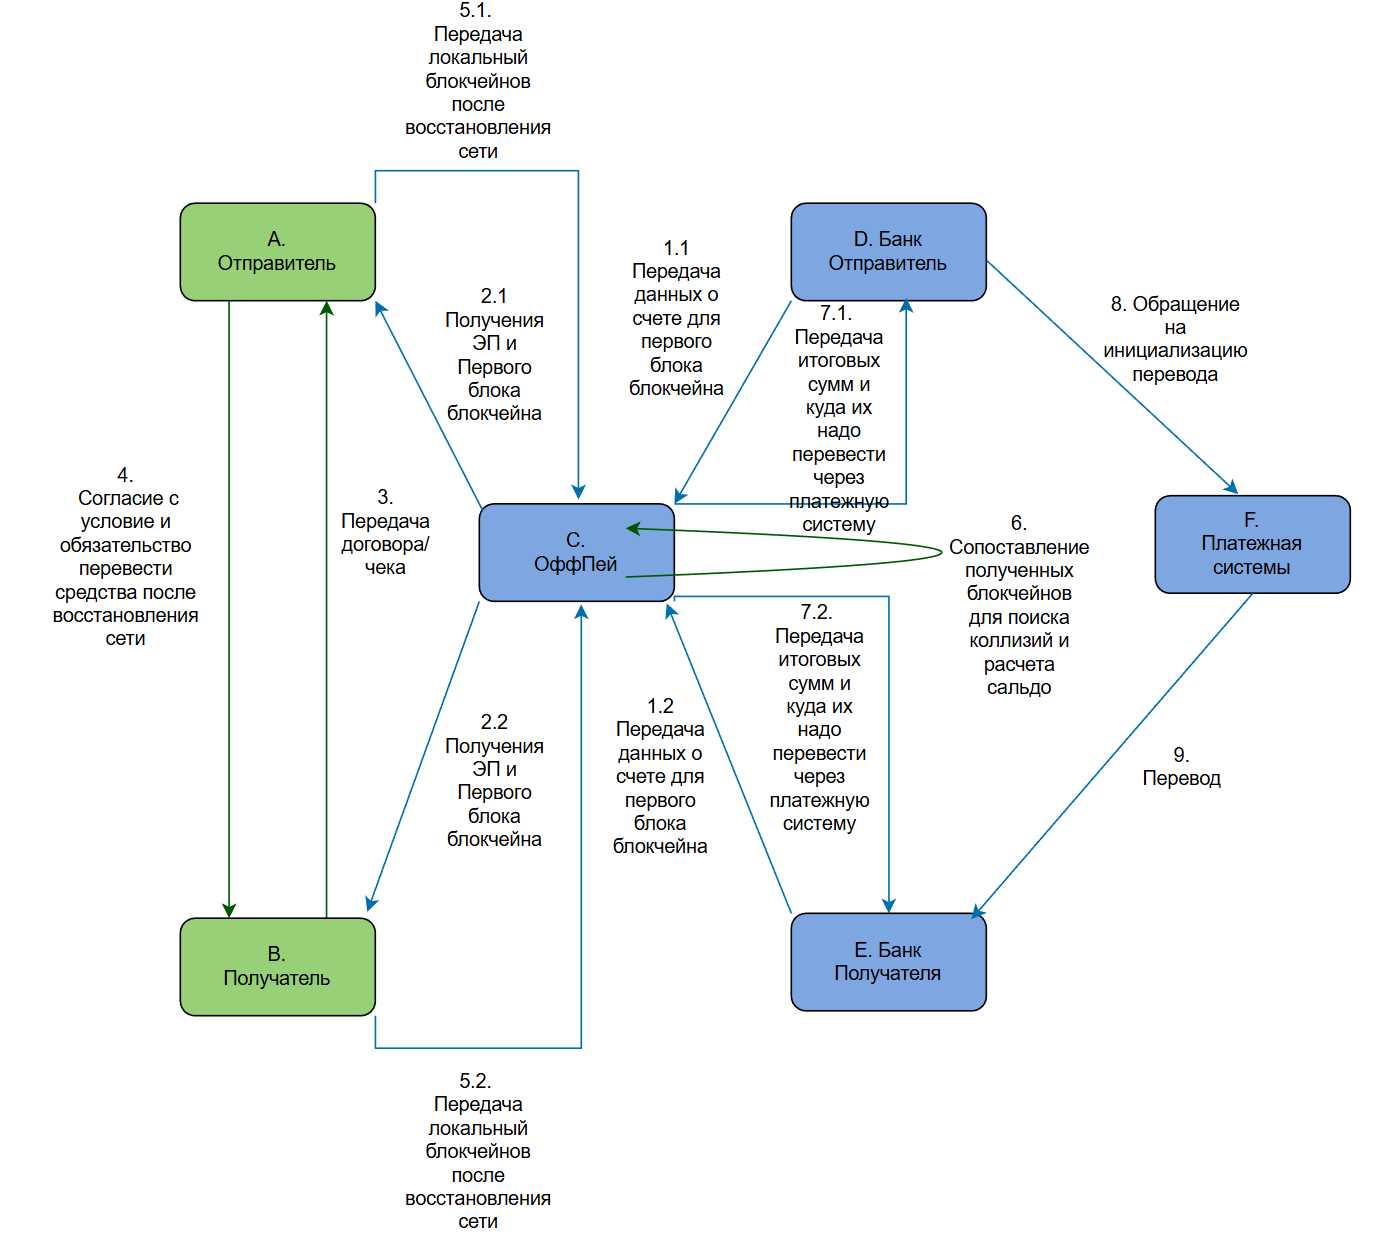 5.1.
Передача
локальный
блокчейнов
после
восстановления
сети
А.
Отправитель
D. Банк
Отправитель
1.1
Передача
данных о
счете для
первого
блока
блокчейна
2.1
Получения
ЭП и
Первого
блока
блокчейна
7.1.
Передача
итоговых
сумм и
куда их
надо
перевести
через
платежную
систему
8. Обращение
на
инициализацию
перевода
4.
Согласие с
условие и
обязательство
перевести
средства после
восстановления
сети
3.
Передача
договора/
чека
С.
ОффПей
6.
Сопоставление
полученных
блокчейнов
для поиска
коллизий и
расчета
сальдо
F.
Платежная
системы
7.2.
Передача
итоговых
сумм и
куда их
надо
перевести
через
платежную
систему
1.2
Передача
данных о
счете для
первого
блока
блокчейна
2.2
Получения
ЭП и
Первого
блока
блокчейна
9.
Перевод
В.
Получатель
Е. Банк
Получателя
5.2.
Передача
локальный
блокчейнов
после
восстановления
сети